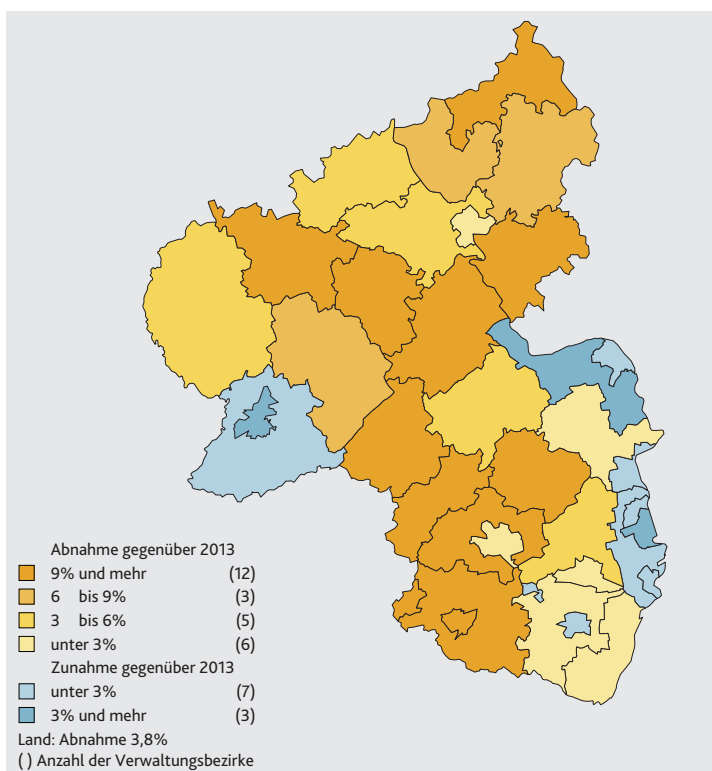 Abnahme gegenüber 2013
9% und mehr (12)
6 bis 9% (3)
3 bis 6% (5)
unter 3% (6)
Zunahme gegenüber 2013
unter 3% (7)
3% und mehr (3)
Land: Abnahme 3,8%
( ) Anzahl der Verwaltungsbezirke